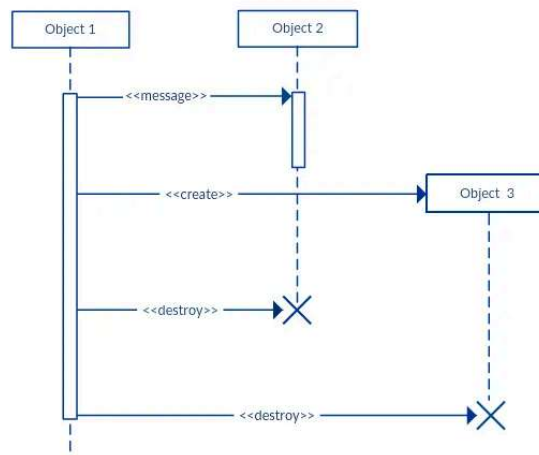 Object 1
Object 2
<<message>>
<<create>>
Object 3
<<destroy>>
<<destroy>>